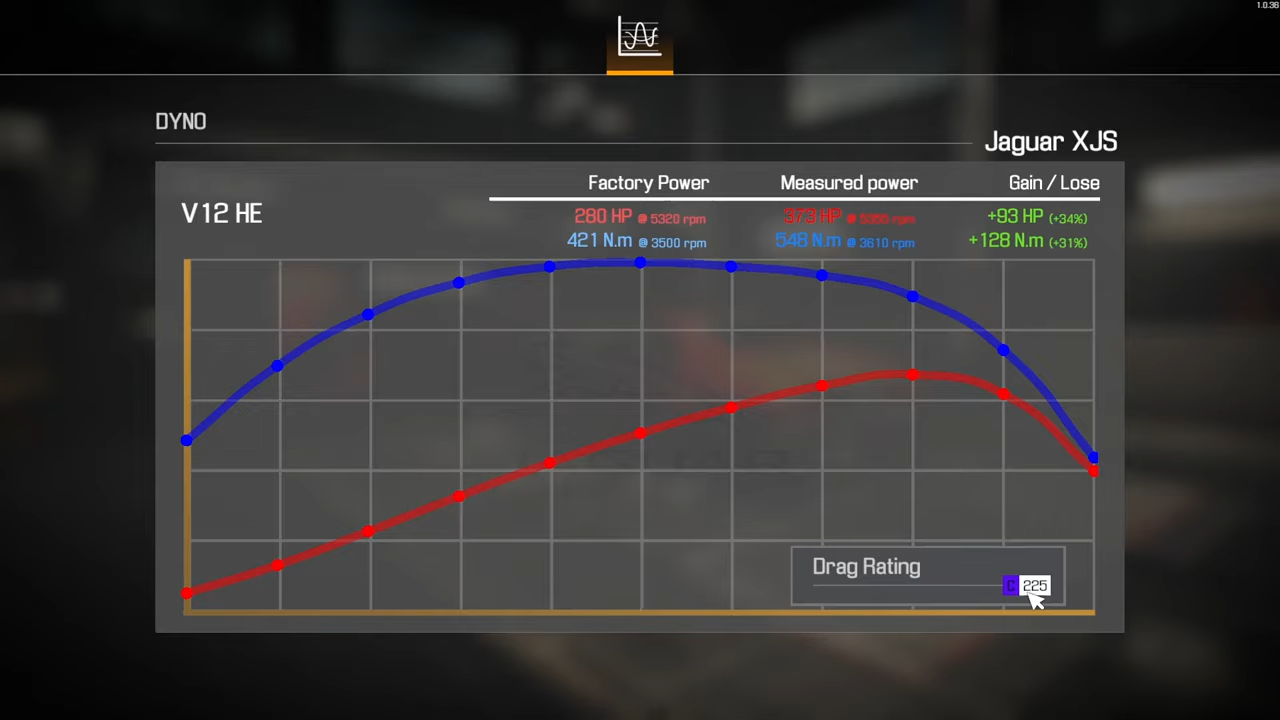 1.0.36
DYNO
Jaguar XJS
Factory Power Measured power Gain / Lose
V12 HE
280 HP @ 5320 rpm 373 HP @ rpm +93 HP (+34%)
421 N.m @ 3500 rpm 548 N.m @ 3610 rpm +128 N.m (+31%)
Drag Rating
C 225